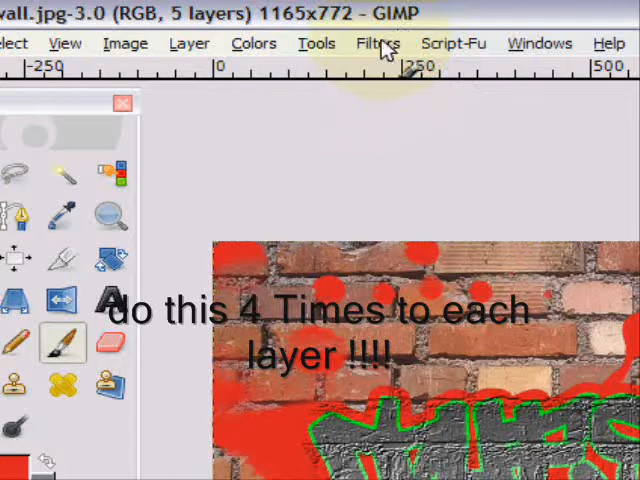 wall.jpg-3.0 (RGB, 5 layers) 1165x772 - GIMP
elect View Image Layer Colors Tools Filters Script-Fu Windows Help
-250 0 250 500
do this 4 Times to each
layer !!!!